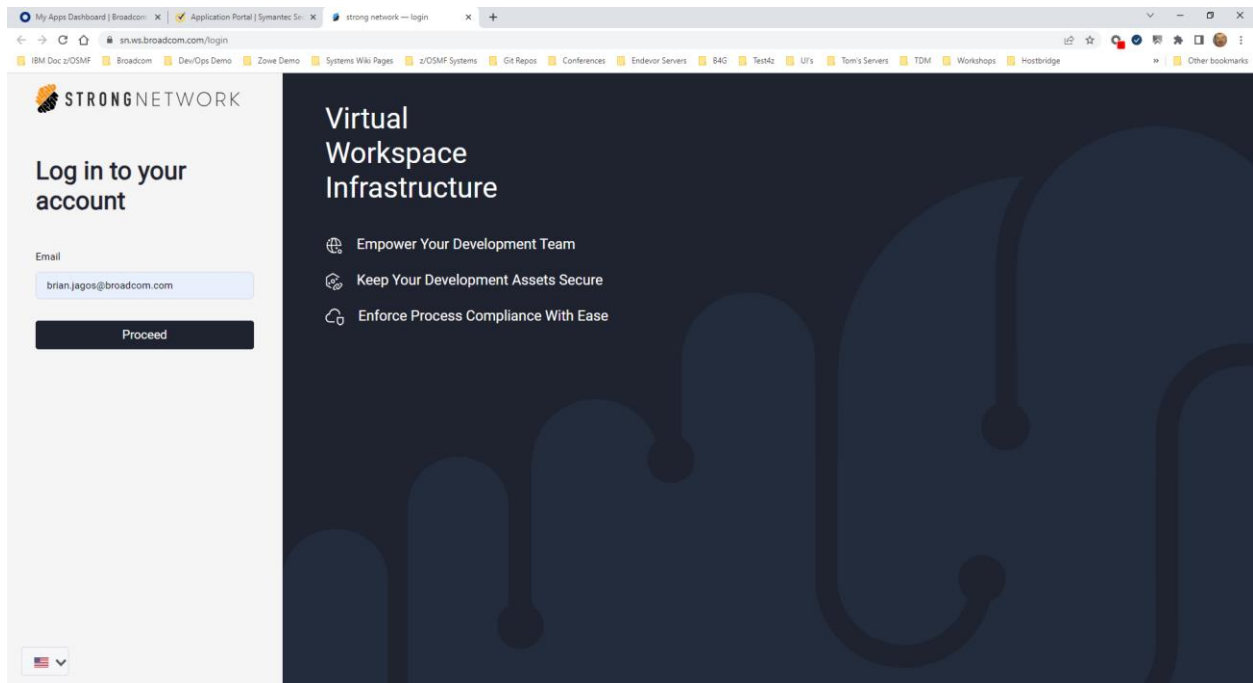 My Apps Dashboard | Broadcom
Application Portal | Symantec Se
strong network — login
sn.ws.broadcom.com/login
IBM Doc z/OSMF
Broadcom
Dev/Ops Demo
Zowe Demo
Systems Wiki Pages
z/OSMF Systems
Git Repos
Conferences
Endevor Servers
B4G
Test4z
UI's
Tom's Servers
TDM
Workshops
Hostbridge
Other bookmarks
STRONGNETWORK
Log in to your
account
Email
brian.jagos@broadcom.com
Proceed
Virtual
Workspace
Infrastructure
Empower Your Development Team
Keep Your Development Assets Secure
Enforce Process Compliance With Ease